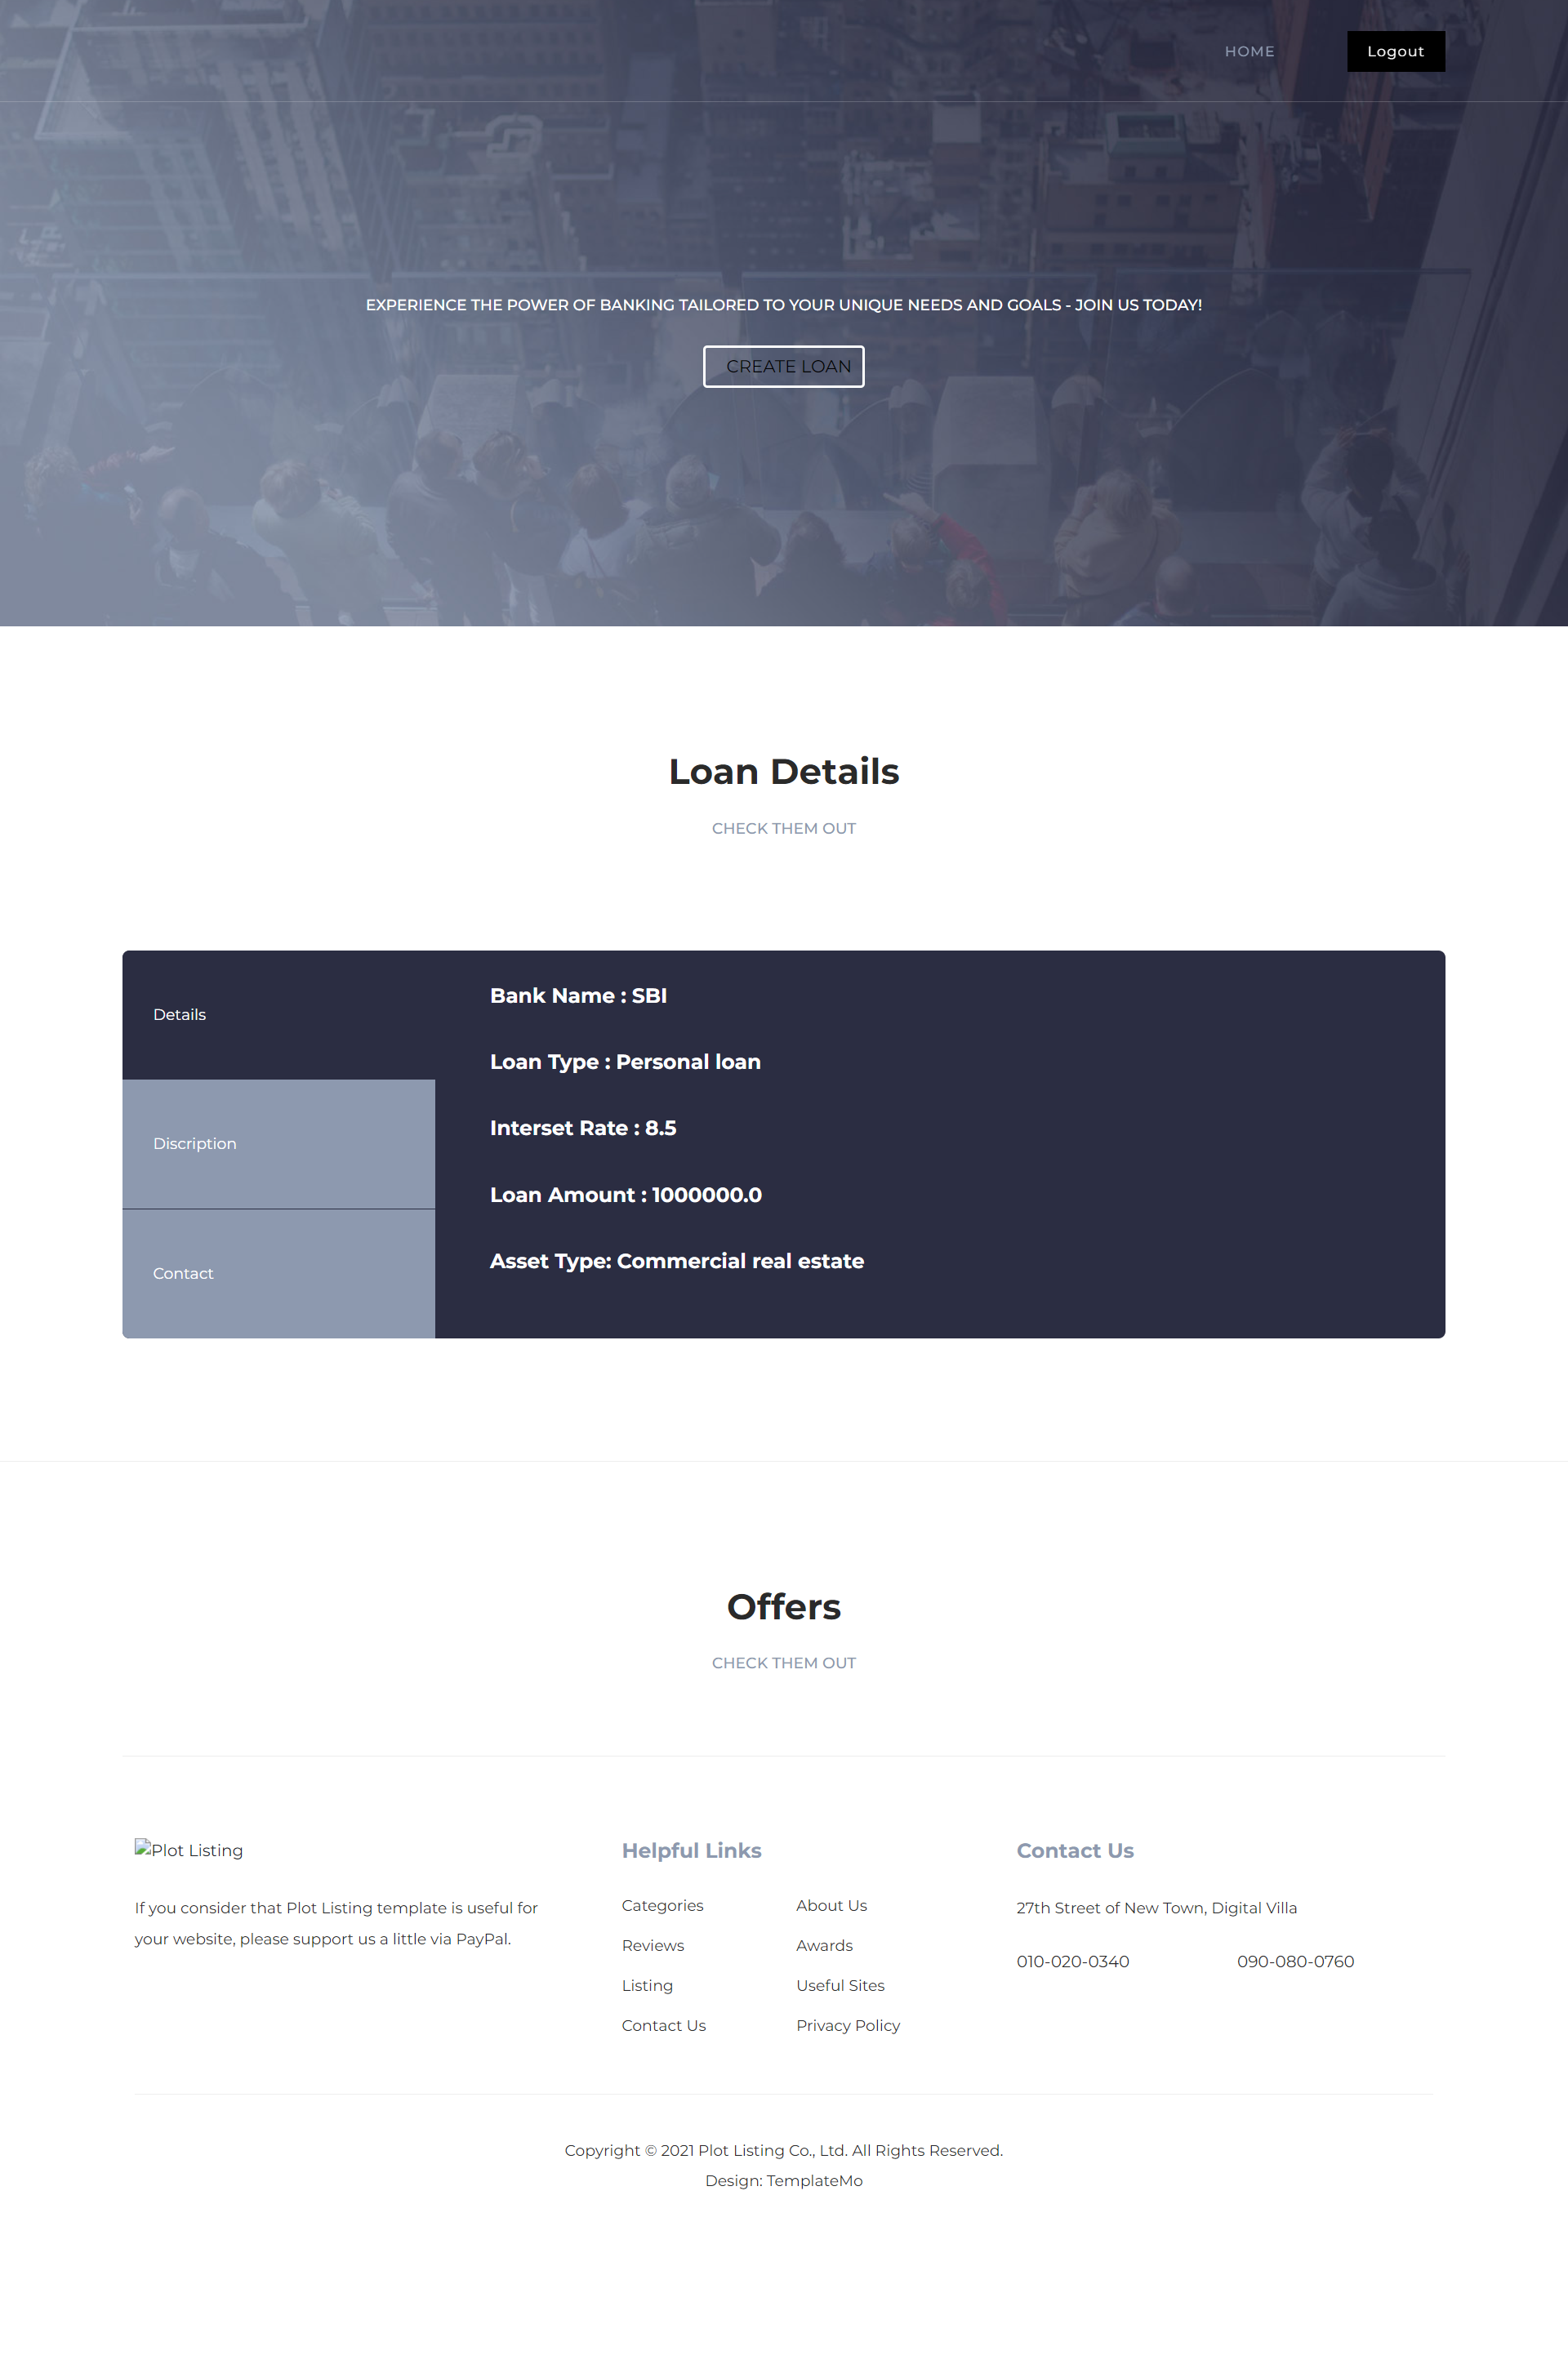 HOME
Logout
EXPERIENCE THE POWER OF BANKING TAILORED TO YOUR UNIQUE NEEDS AND GOALS - JOIN US TODAY!
CREATE LOAN
Loan Details
CHECK THEM OUT
Details
Discription
Contact
Bank Name : SBI
Loan Type : Personal loan
Interset Rate : 8.5
Loan Amount : 1000000.0
Asset Type: Commercial real estate
Offers
CHECK THEM OUT
Plot Listing
If you consider that Plot Listing template is useful for
your website, please support us a little via PayPal.
Helpful Links
Categories
Reviews
Listing
Contact Us
About Us
Awards
Useful Sites
Privacy Policy
Contact Us
27th Street of New Town, Digital Villa
010-020-0340
090-080-0760
Copyright © 2021 Plot Listing Co., Ltd. All Rights Reserved.
Design: TemplateMo